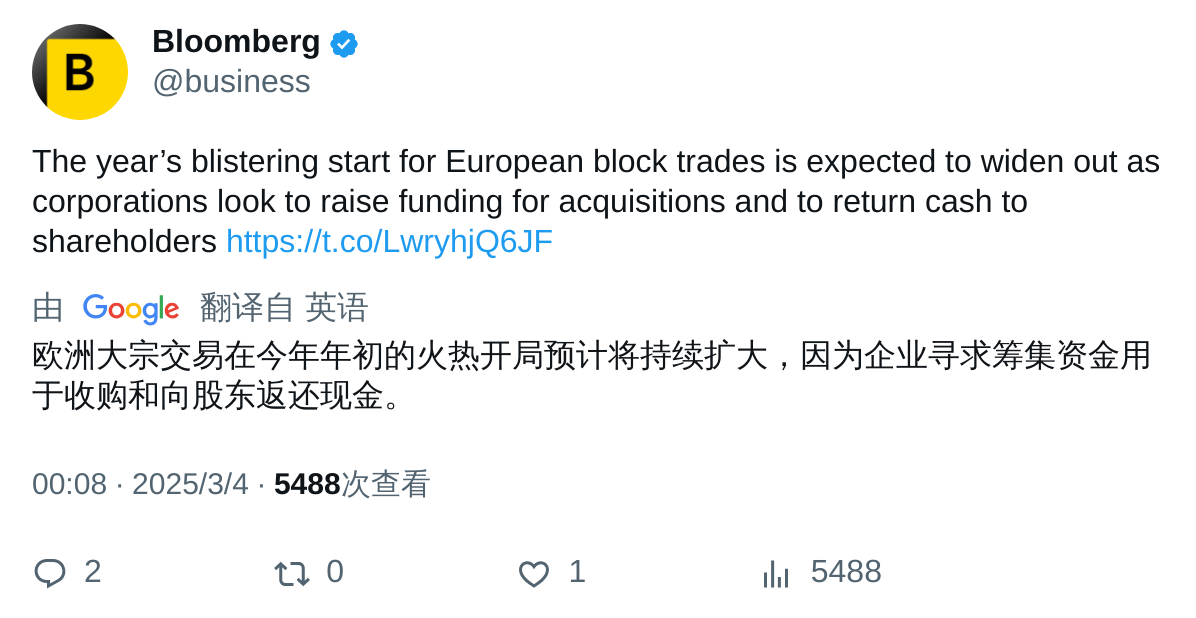 B
Bloomberg
@business
The year’s blistering start for European block trades is expected to widen out as
corporations look to raise funding for acquisitions and to return cash to
shareholders https://t.co/LwryhjQ6JF
由 Google 翻译自 英语
欧洲大宗交易在今年年初的火热开局预计将持续扩大，因为企业寻求筹集资金用
于收购和向股东返还现金。
00:08 · 2025/3/4 · 5488次查看
2 0 1 5488